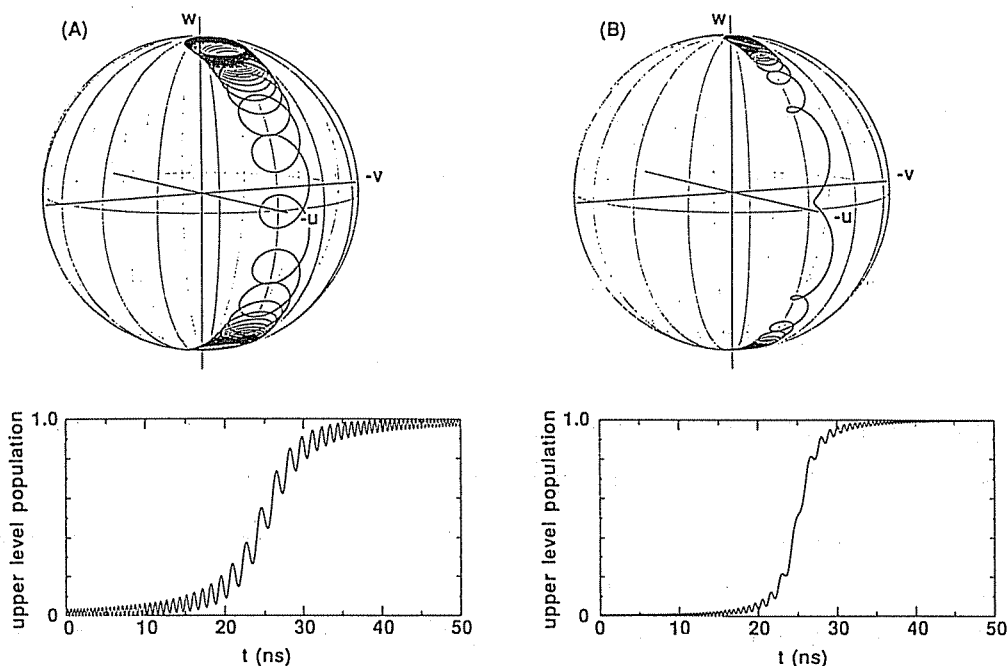 (A)
w
-v
-u
(B)
w
-v
-u
upper level population
1.0
0
0 10 20 30 40 50
t (ns)
upper level population
1.0
0
0 10 20 30 40 50
t (ns)